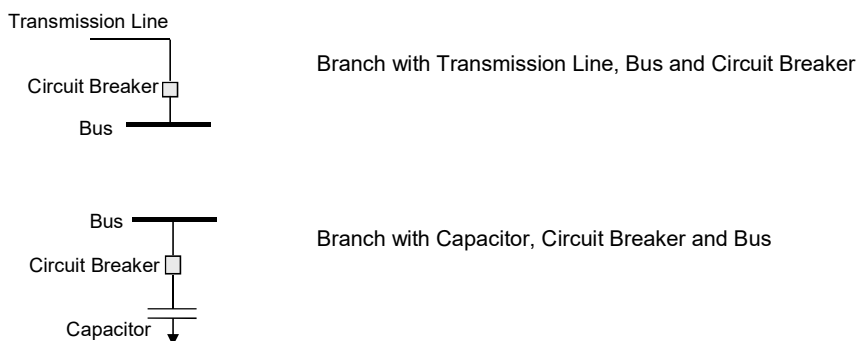 Transmission Line
Branch with Transmission Line, Bus and Circuit Breaker
Circuit Breaker
Bus
Bus
Branch with Capacitor, Circuit Breaker and Bus
Circuit Breaker
Capacitor